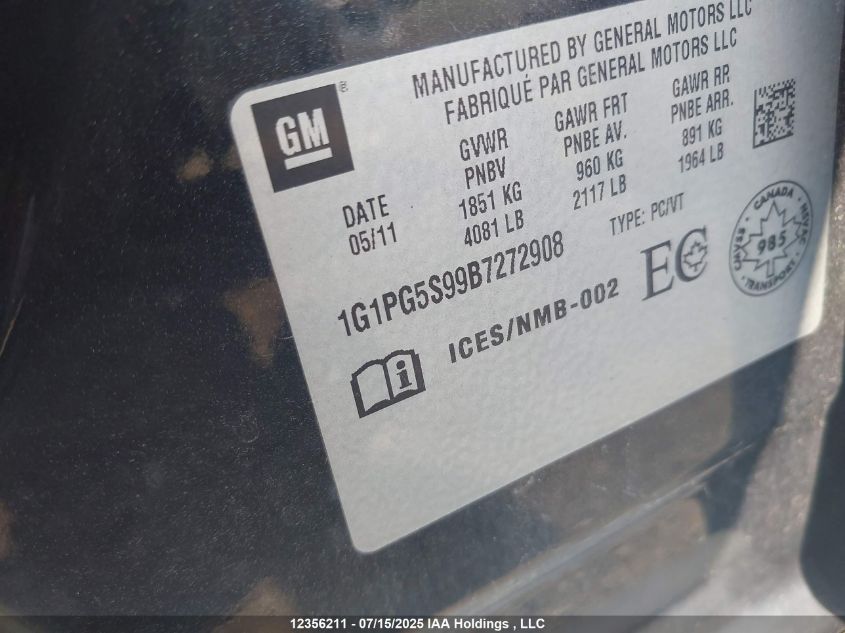 MANUFACTURED BY GENERAL MOTORS LLC
FABRIQUÉ PAR GENERAL MOTORS LLC
GM ®
DATE
05/11
GVWR
PNBV
1851 KG
4081 LB
GAWR FRT
PNBE AV.
960 KG
2117 LB
GAWR RR
PNBE ARR.
891 KG
1964 LB
TYPE: PC/VT
1G1PG5S99B7272908
ICES/NMB-002
EC
CANADA
985
TRANSPORT
12356211 - 07/15/2025 IAA Holdings , LLC